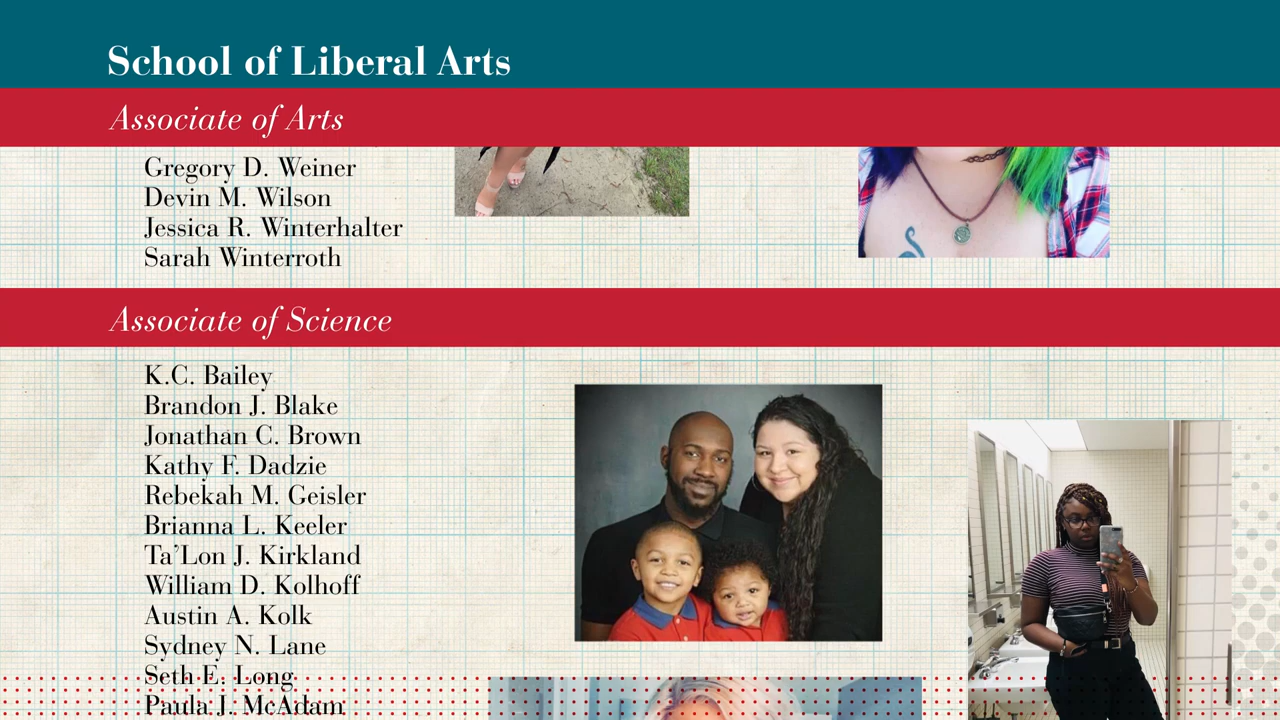 School of Liberal Arts
Associate of Arts
Gregory D. Weiner
Devin M. Wilson
Jessica R. Winterhalter
Sarah Winterroth
Associate of Science
K.C. Bailey
Brandon J. Blake
Jonathan C. Brown
Kathy F. Dadzie
Rebekah M. Geisler
Brianna L. Keeler
Ta’Lon J. Kirkland
William D. Kolhoff
Austin A. Kolk
Sydney N. Lane
Seth E. Long
Paula J. McAdam